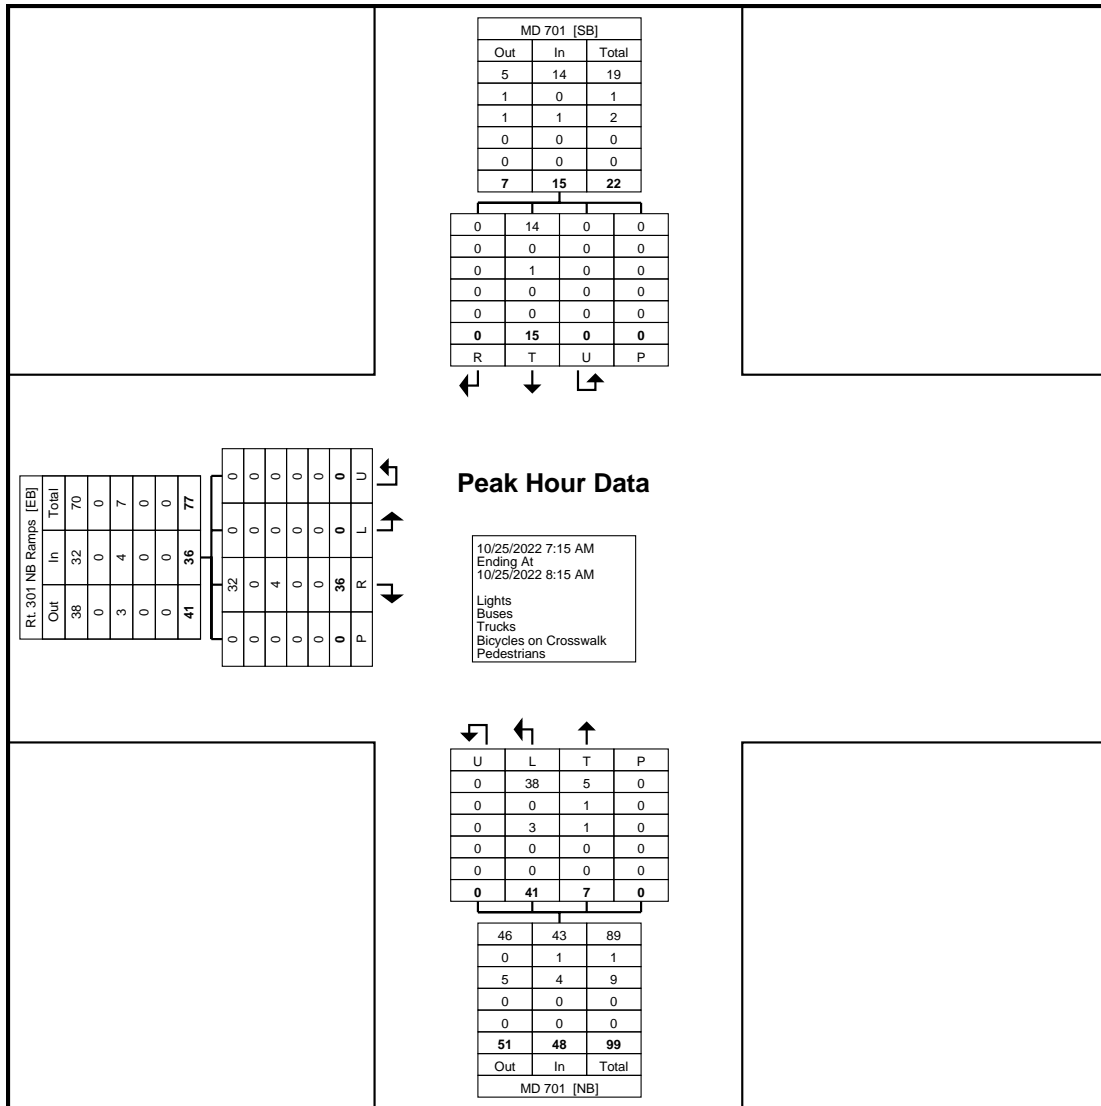 MD 701 [SB]
Out In Total
5 14 19
1 0 1
1 1 2
0 0 0
0 0 0
7 15 22
0 14 0 0
0 0 0 0
0 1 0 0
0 0 0 0
0 0 0 0
0 15 0 0
R T U P
Rt. 301 NB Ramps [EB]
Out In Total
38 32 70
0 0 0
3 4 7
0 0 0
0 0 0
41 36 77
0 32 0 0
0 0 0 0
0 4 0 0
0 0 0 0
0 0 0 0
0 36 0 0
P R L U
Peak Hour Data
10/25/2022 7:15 AM
Ending At
10/25/2022 8:15 AM
Lights
Buses
Trucks
Bicycles on Crosswalk
Pedestrians
U L T P
0 38 5 0
0 0 1 0
0 3 1 0
0 0 0 0
0 0 0 0
0 41 7 0
46 43 89
0 1 1
5 4 9
0 0 0
0 0 0
51 48 99
Out In Total
MD 701 [NB]